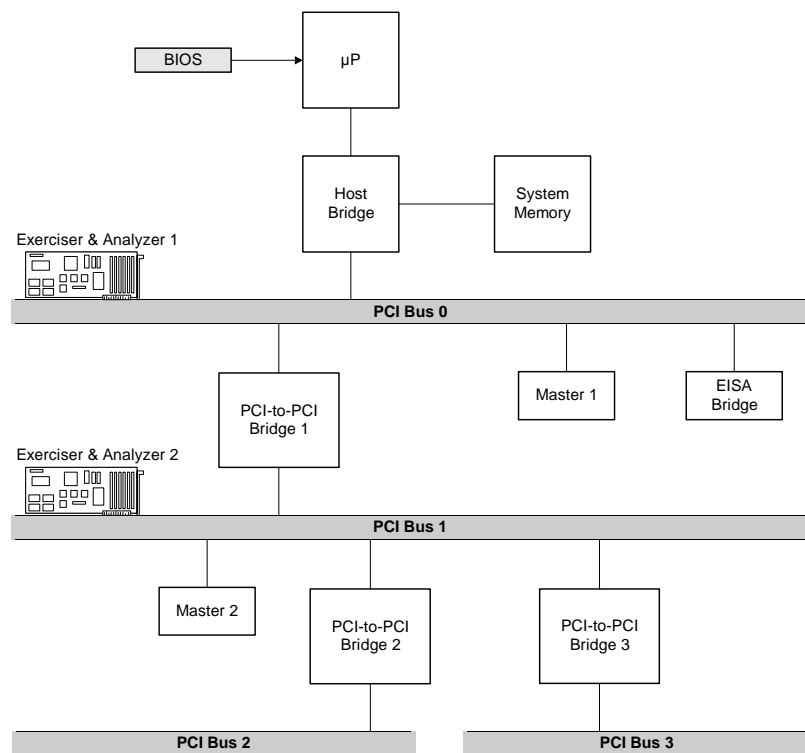 BIOS
µP
Host
Bridge
System
Memory
Exerciser & Analyzer 1
PCI Bus 0
PCI-to-PCI
Bridge 1
Master 1
EISA
Bridge
Exerciser & Analyzer 2
PCI Bus 1
Master 2
PCI-to-PCI
Bridge 2
PCI-to-PCI
Bridge 3
PCI Bus 2
PCI Bus 3